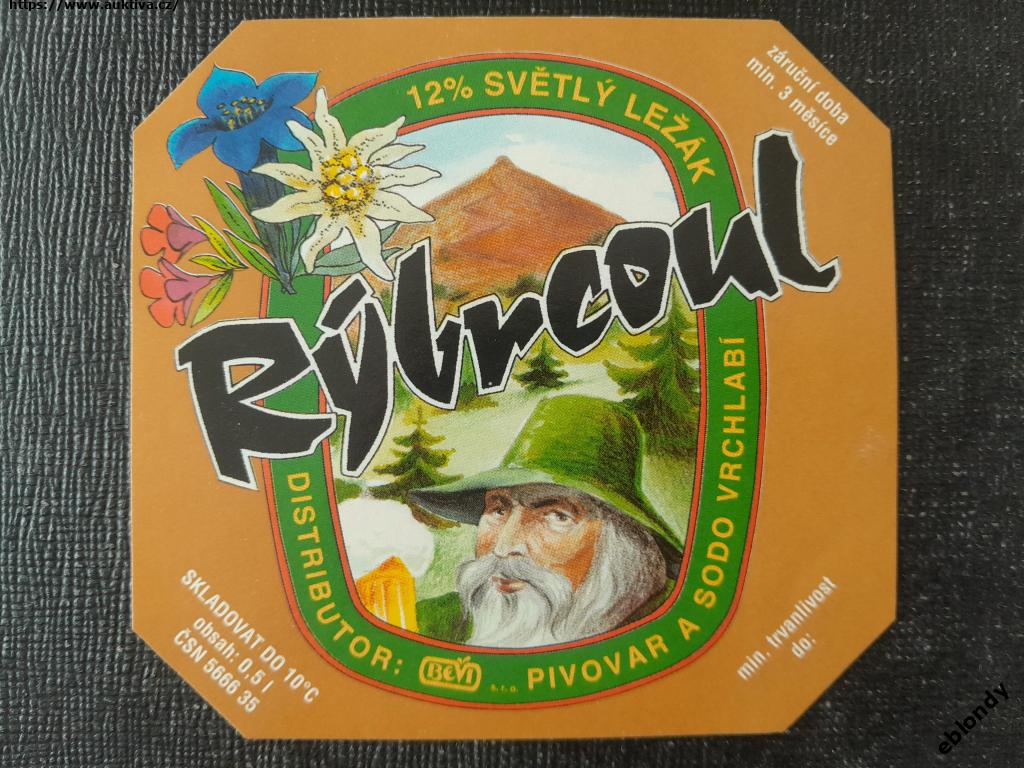 https://www.auktiva.cz/
12% SVĚTLÝ LEŽÁK
záruční doba
min. 3 měsíce
Rýbrcoul
DISTRIBUTOR: BEVI s.r.o. PIVOVAR A SODO VRCHLABÍ
SKLADOVAT DO 10°C
obsah: 0,5 l
ČSN 5666 35
min. trvanlivost
do:
eblondy